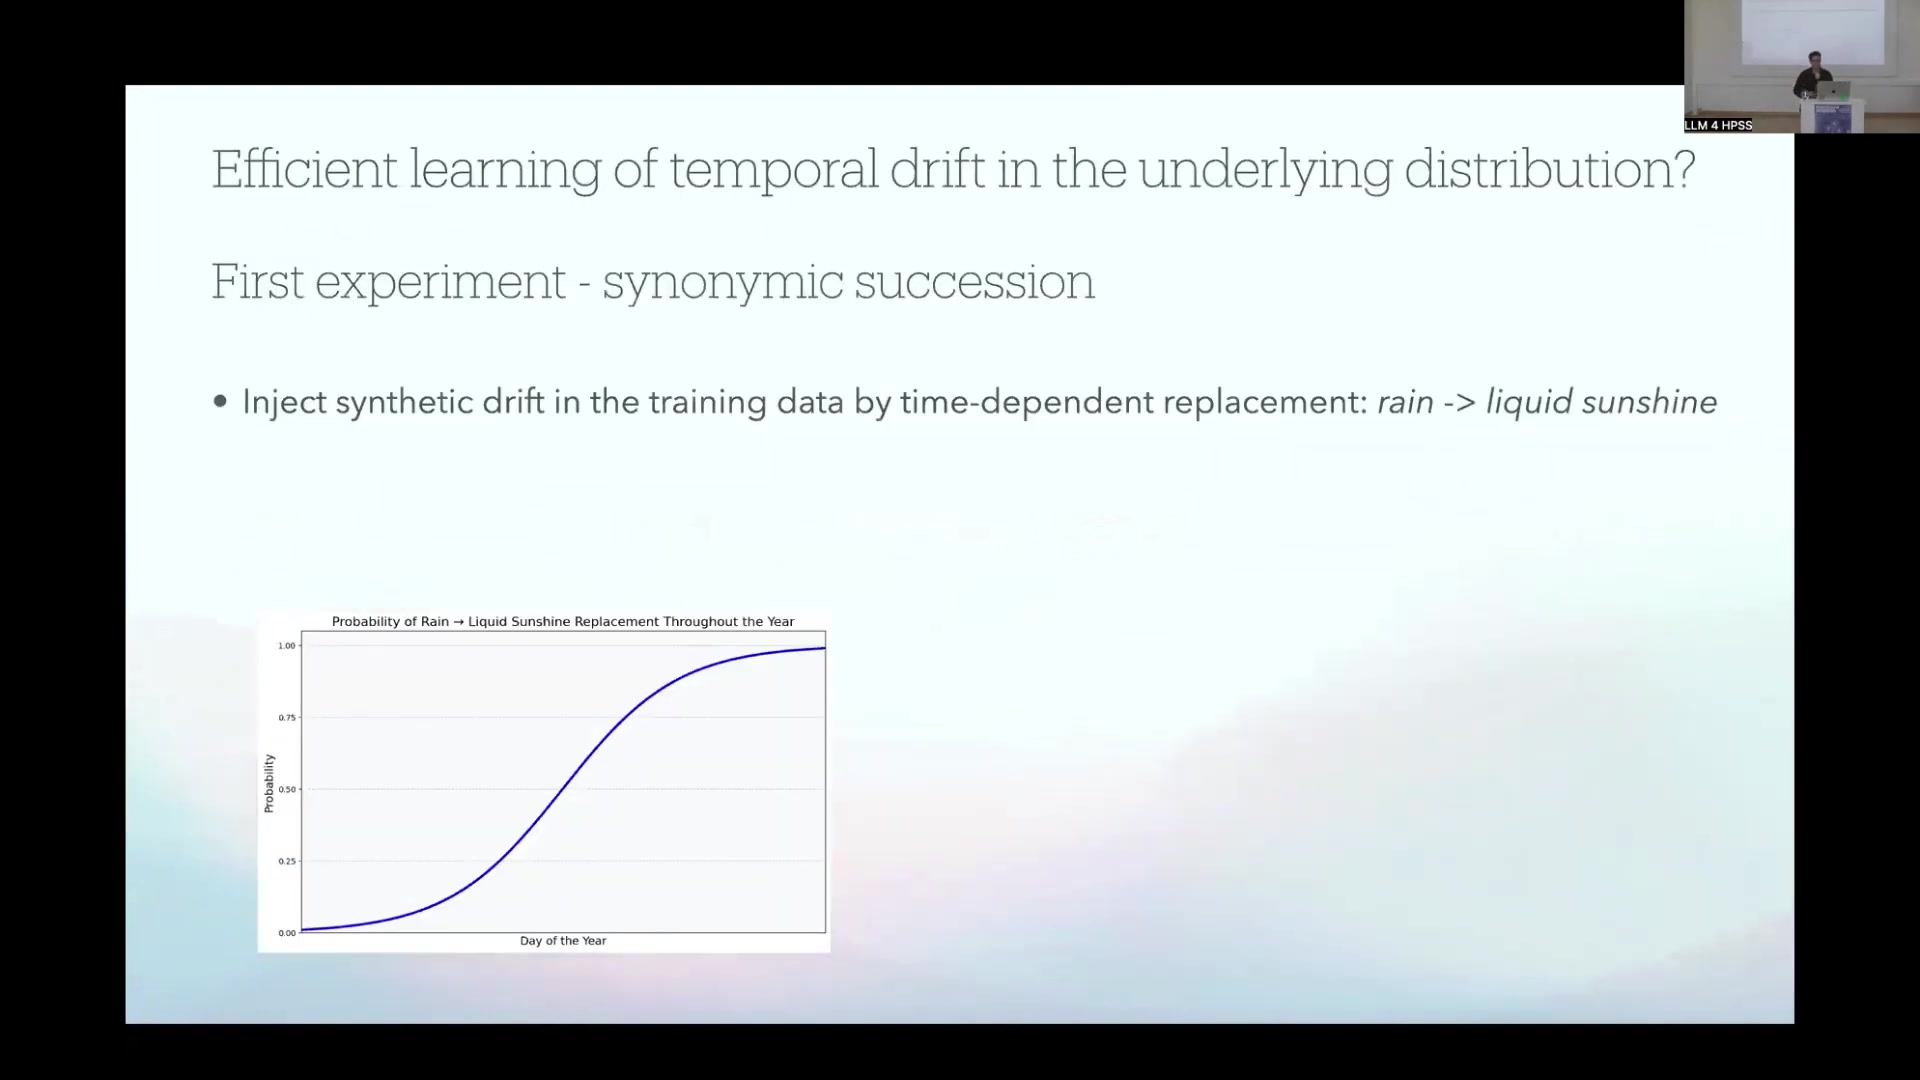 LLM 4 HPSS
Efficient learning of temporal drift in the underlying distribution?
First experiment - synonymic succession
• Inject synthetic drift in the training data by time-dependent replacement: rain -> liquid sunshine
Probability of Rain → Liquid Sunshine Replacement Throughout the Year
1.00
0.75
0.50
0.25
0.00
Probability
Day of the Year